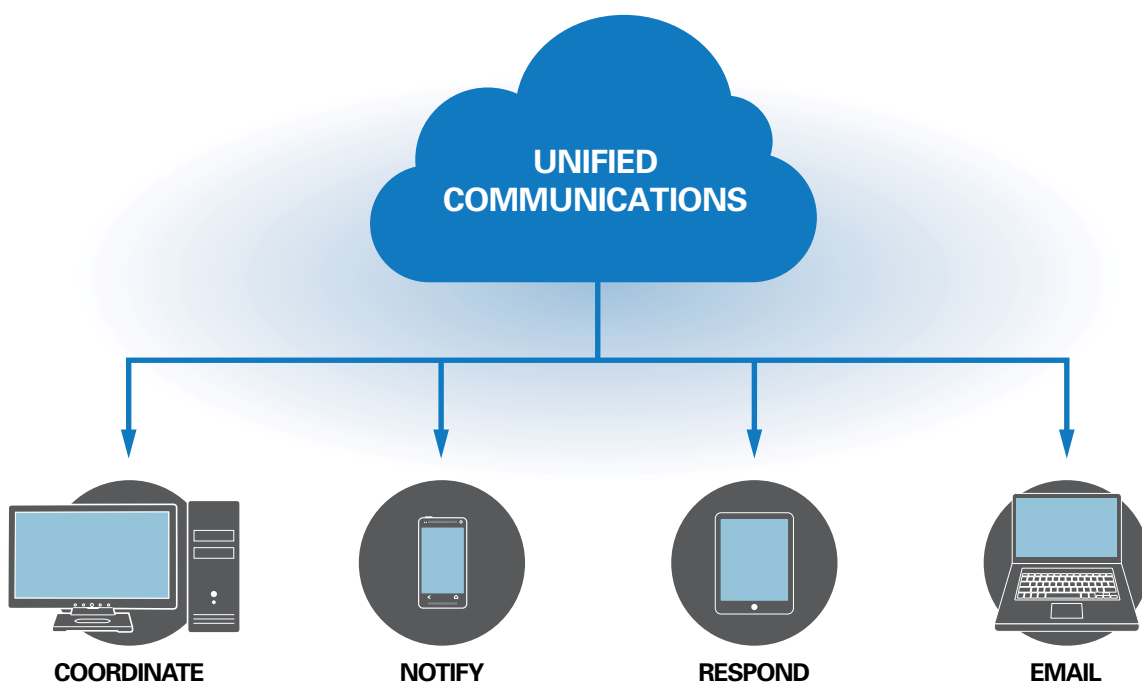 UNIFIED
COMMUNICATIONS
COORDINATE
NOTIFY
RESPOND
EMAIL